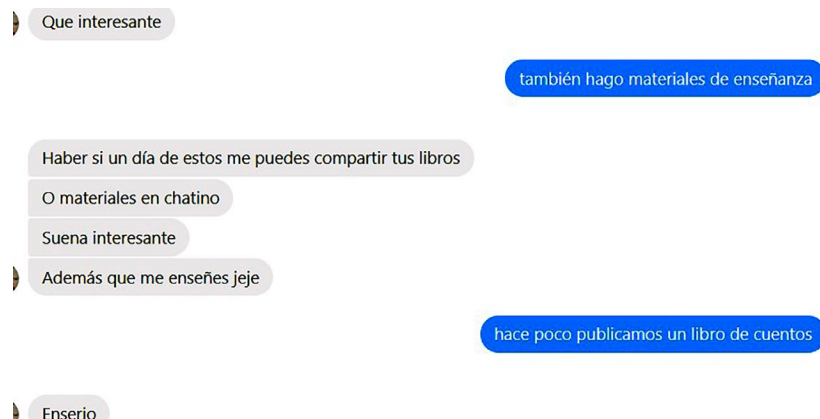 Que interesante
también hago materiales de enseñanza
Haber si un día de estos me puedes compartir tus libros
O materiales en chatino
Suena interesante
Además que me enseñes jeje
hace poco publicamos un libro de cuentos
Enserio